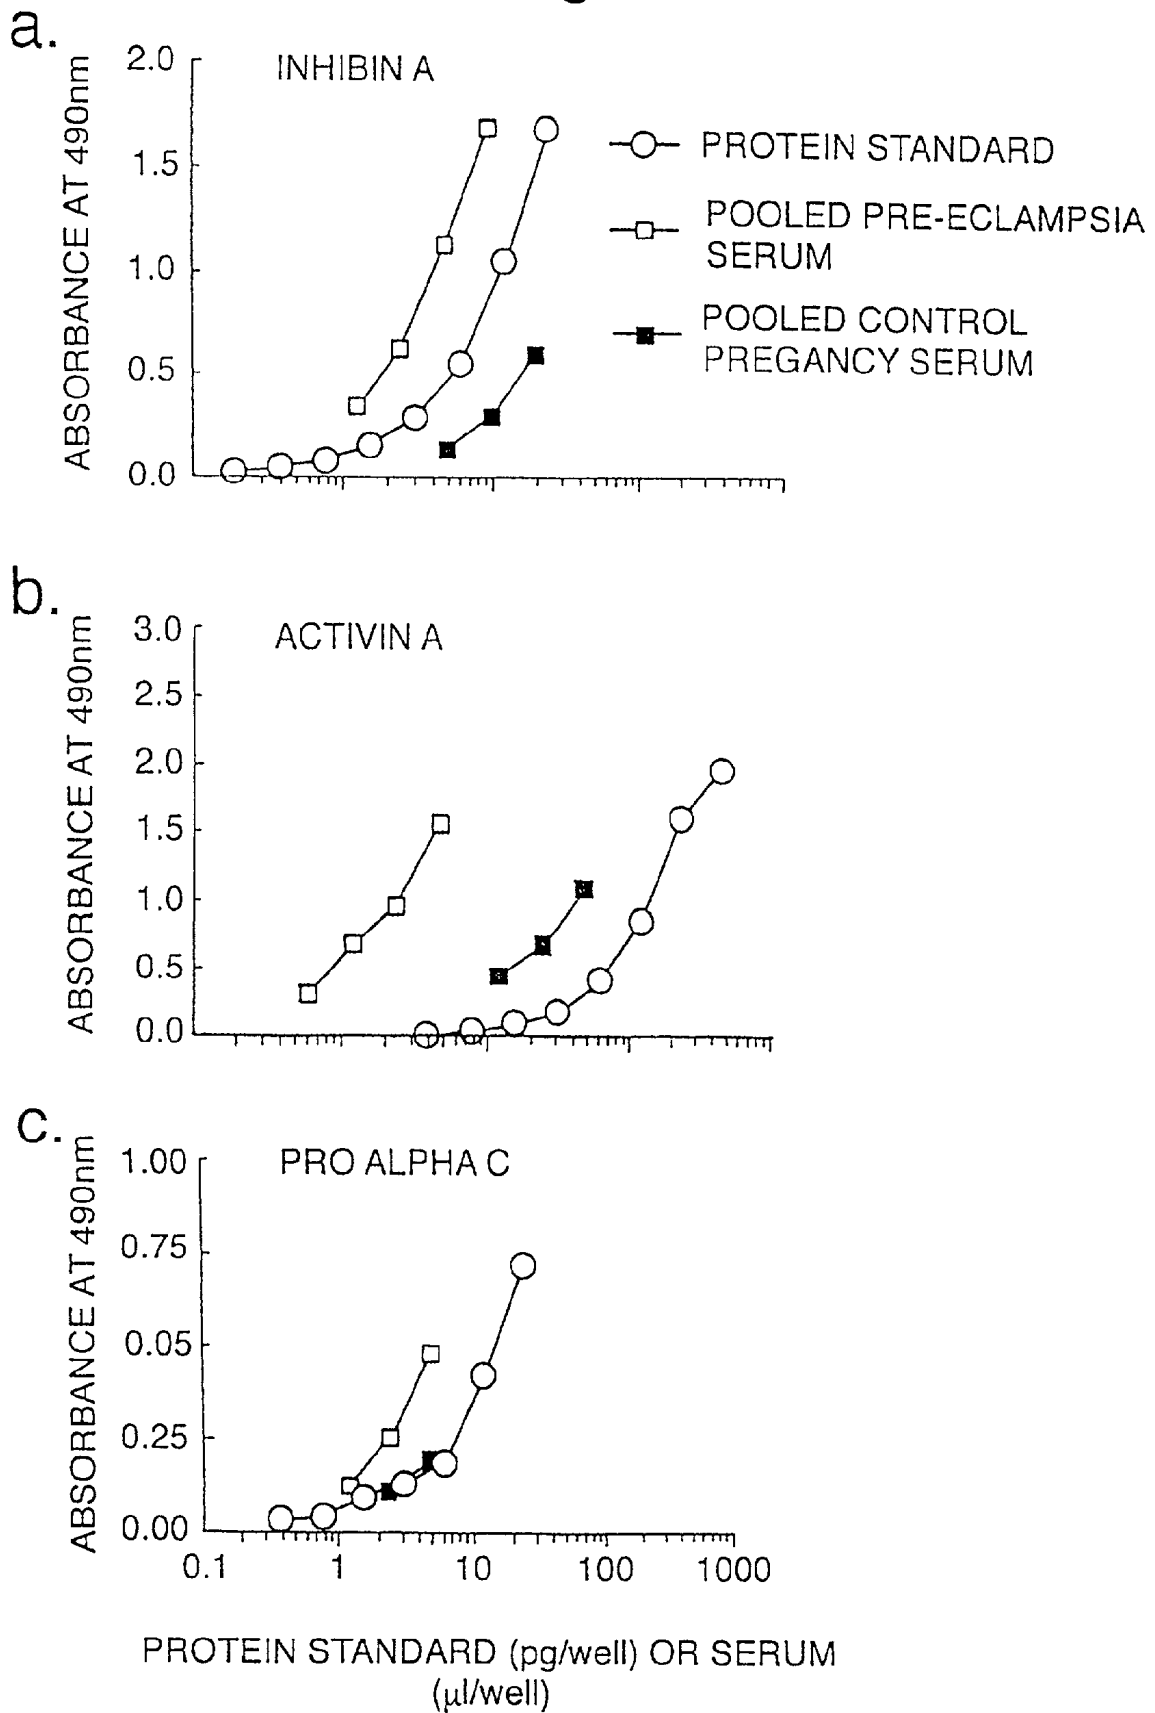 a.
INHIBIN A
ABSORBANCE AT 490nm
2.0
1.5
1.0
0.5
0.0
PROTEIN STANDARD
POOLED PRE-ECLAMPSIA
SERUM
POOLED CONTROL
PREGANCY SERUM
b.
ACTIVIN A
ABSORBANCE AT 490nm
3.0
2.5
2.0
1.5
1.0
0.5
0.0
c.
PRO ALPHA C
ABSORBANCE AT 490nm
1.00
0.75
0.05
0.25
0.00
0.1 1 10 100 1000
PROTEIN STANDARD (pg/well) OR SERUM
(µl/well)